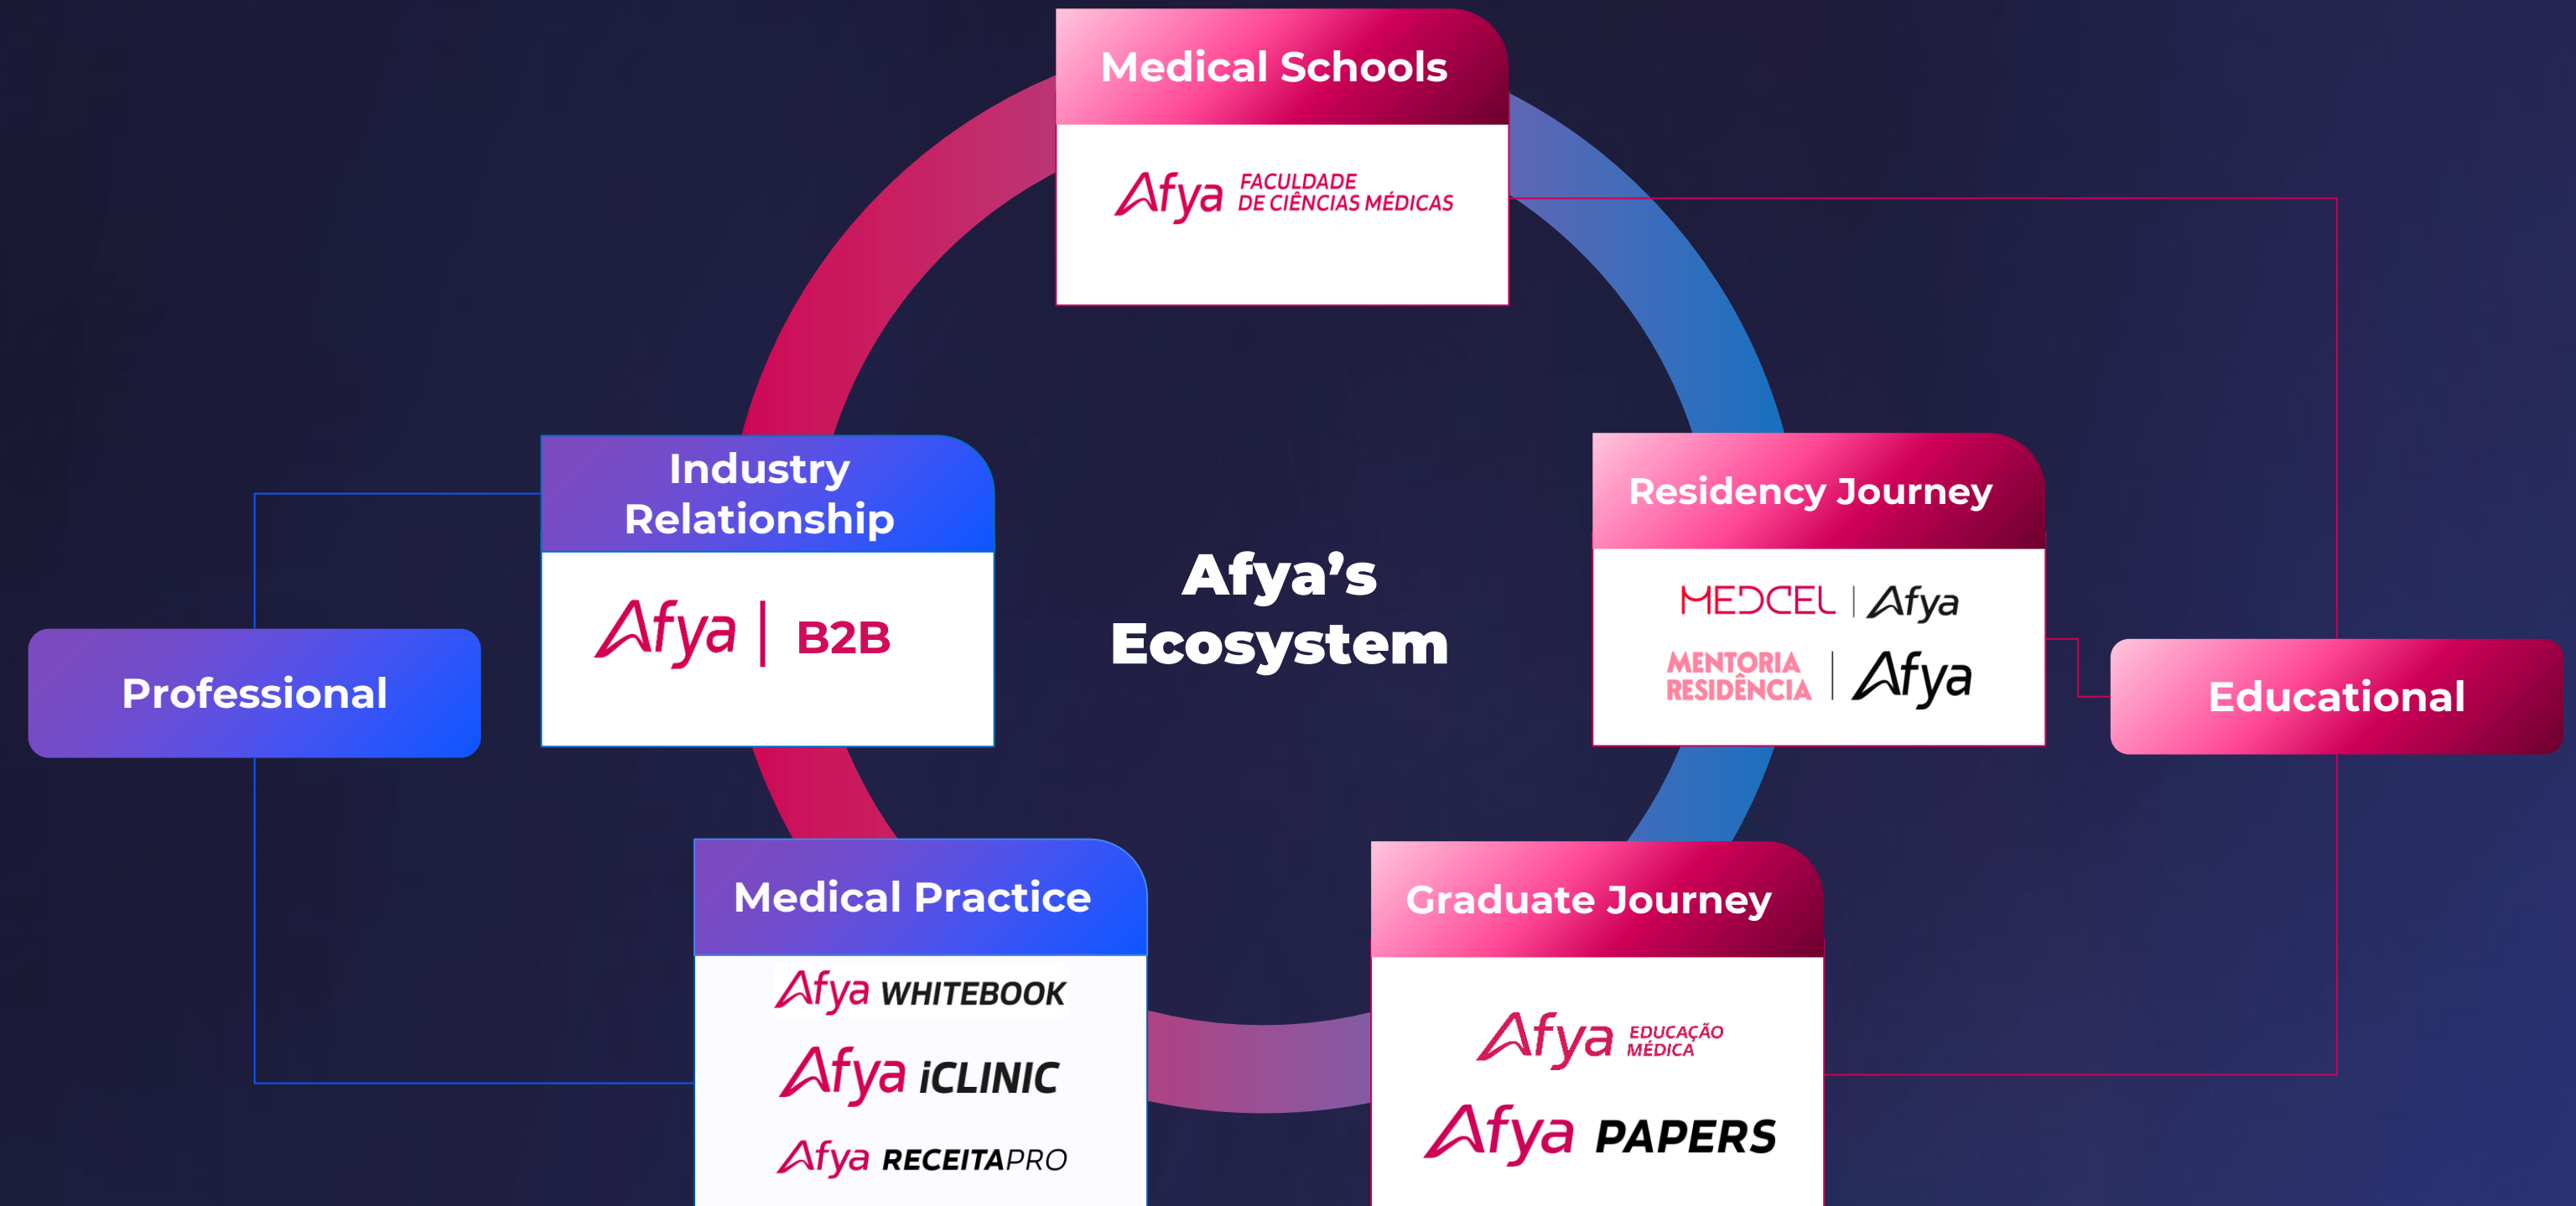 Medical Schools
Afya FACULDADE
DE CIÊNCIAS MÉDICAS
Industry
Relationship
Afya | B2B
Residency Journey
MEDCEL | Afya
MENTORIA
RESIDÊNCIA | Afya
Afya’s
Ecosystem
Professional
Educational
Medical Practice
Afya WHITEBOOK
Afya iCLINIC
Afya RECEITAPRO
Graduate Journey
Afya EDUCAÇÃO
MÉDICA
Afya PAPERS